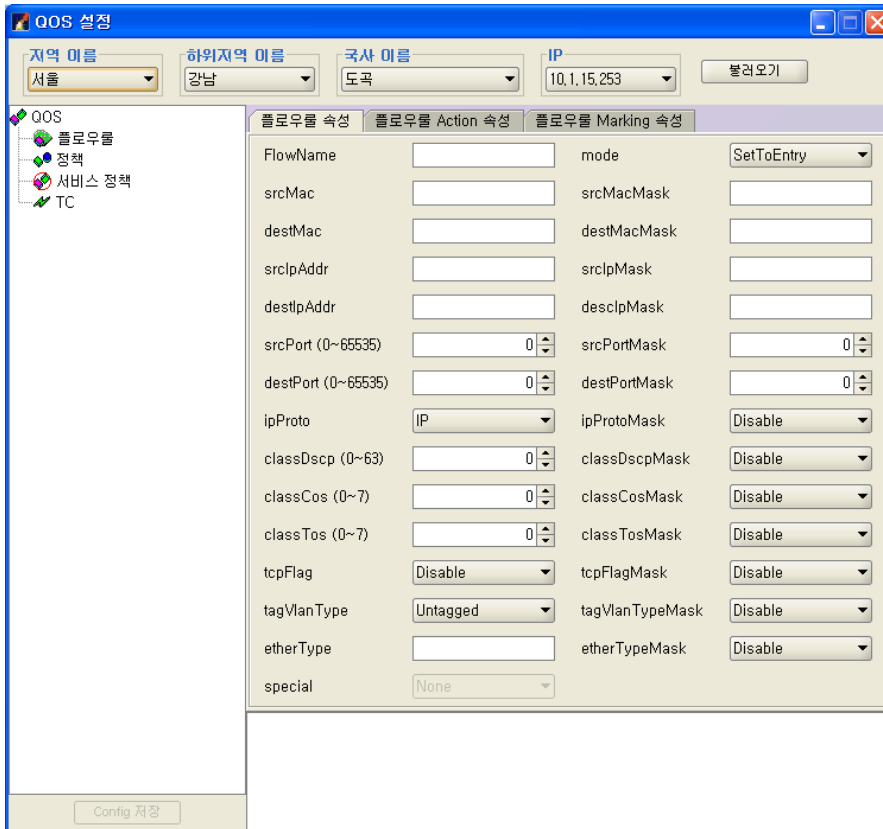 QOS 설정
지역 이름 하위지역 이름 국사 이름 IP
서울 강남 도곡 10,1,15,253 불러오기
QOS
플로우룰
정책
서비스 정책
TC
플로우룰 속성 플로우룰 Action 속성 플로우룰 Marking 속성
FlowName mode SetToEntry
srcMac srcMacMask
destMac destMacMask
srcIpAddr srcIpMask
destIpAddr descIpMask
srcPort (0~65535) 0 srcPortMask 0
destPort (0~65535) 0 destPortMask 0
ipProto IP ipProtoMask Disable
classDscp (0~63) 0 classDscpMask Disable
classCos (0~7) 0 classCosMask Disable
classTos (0~7) 0 classTosMask Disable
tcpFlag Disable tcpFlagMask Disable
tagVlanType Untagged tagVlanTypeMask Disable
etherType etherTypeMask Disable
special None
Config 저장